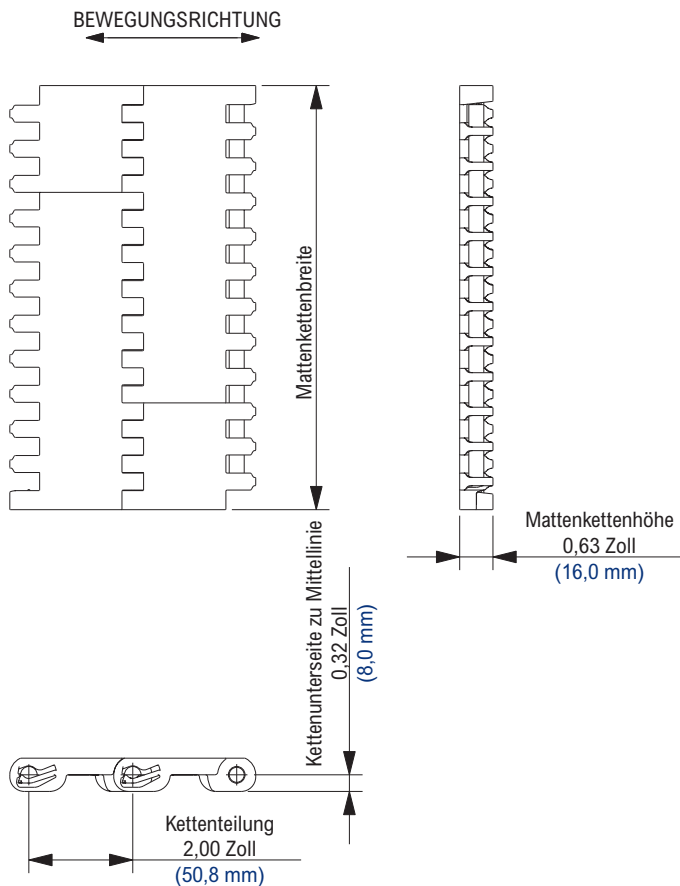 BEWEGUNGSRICHTUNG
Mattenkettenbreite
Mattenkettenhöhe
0,63 Zoll
(16,0 mm)
Kettenunterseite zu Mittellinie
0,32 Zoll
(8,0 mm)
Kettenteilung
2,00 Zoll
(50,8 mm)